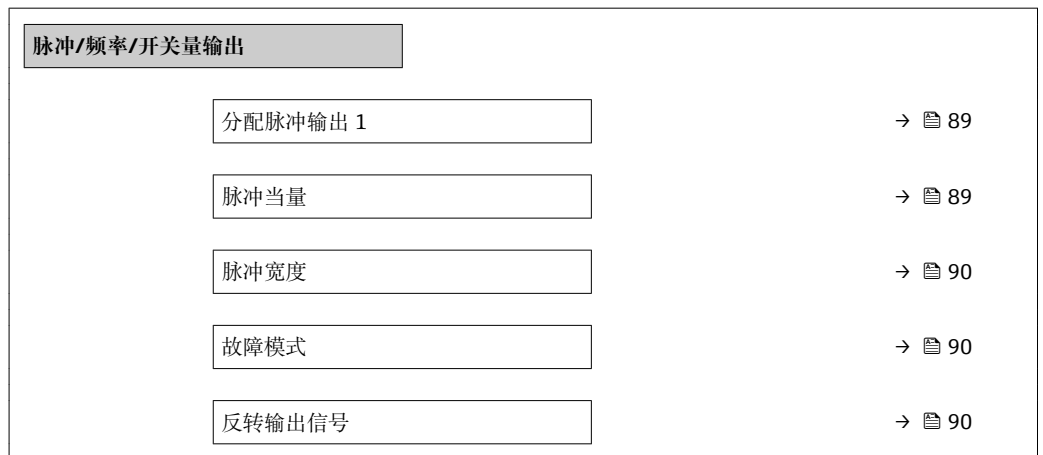 脉冲/频率/开关量输出
分配脉冲输出 1 → 89
脉冲当量 → 89
脉冲宽度 → 90
故障模式 → 90
反转输出信号 → 90